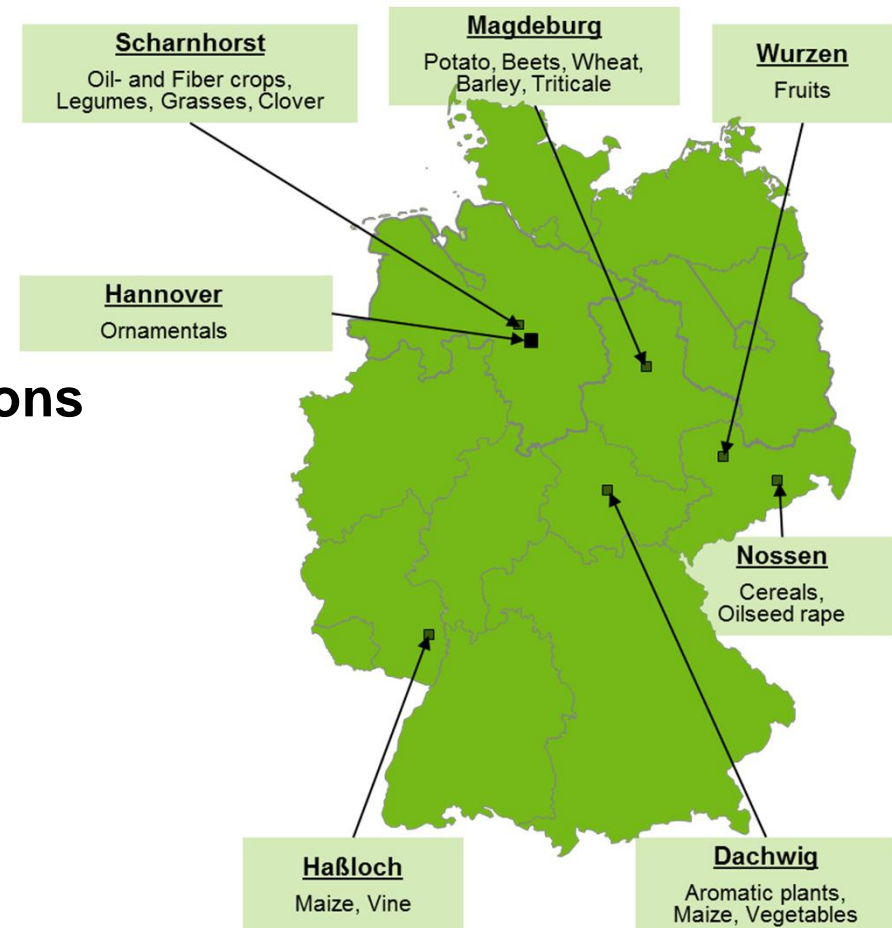 Scharnhorst
Oil- and Fiber crops,
Legumes, Grasses, Clover
Magdeburg
Potato, Beets, Wheat,
Barley, Triticale
Wurzen
Fruits
Hannover
Ornamentals
ons
Nossen
Cereals,
Oilseed rape
Haßloch
Maize, Vine
Dachwig
Aromatic plants,
Maize, Vegetables